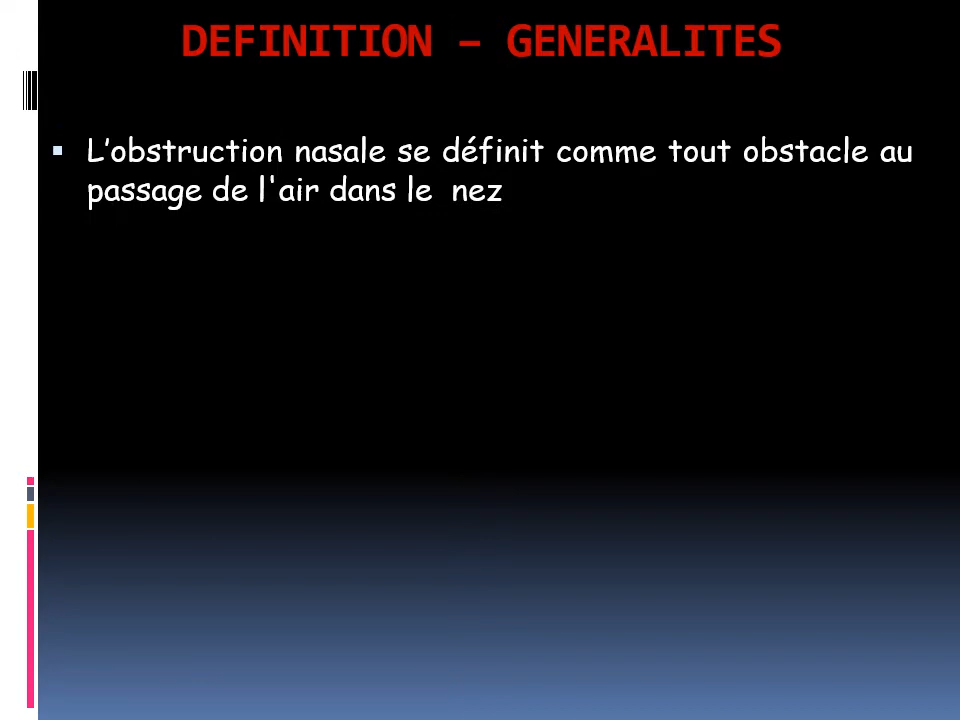 DEFINITION – GENERALITES
L’obstruction nasale se définit comme tout obstacle au
passage de l'air dans le  nez